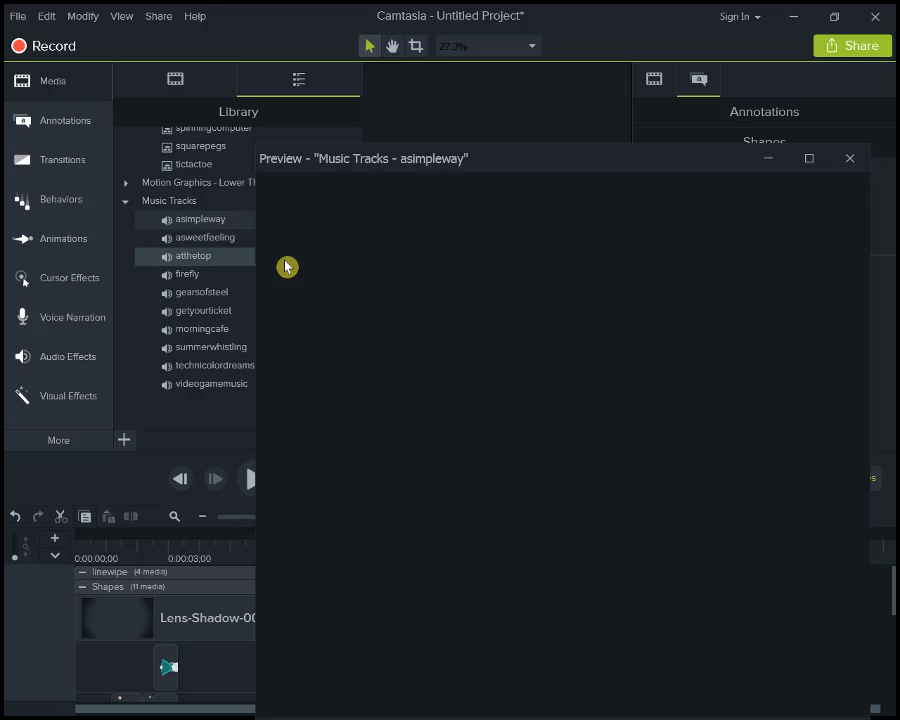 File Edit Modify View Share Help Camtasia - Untitled Project* Sign In
Record 27.3% Share
Media
Annotations
Transitions
Behaviors
Animations
Cursor Effects
Voice Narration
Audio Effects
Visual Effects
More
Library
spinningcomputer
squarepegs
tictactoe
Motion Graphics - Lower Th
Music Tracks
asimpleway
asweetfeeling
atthetop
firefly
gearsofsteel
getyourticket
morningcafe
summerwhistling
technicolordreams
videogamemusic
Annotations
Shapes
Preview - "Music Tracks - asimpleway"
es
0:00:00;00 0:00:03;00
linewipe (4 media)
Shapes (11 media)
Lens-Shadow-00